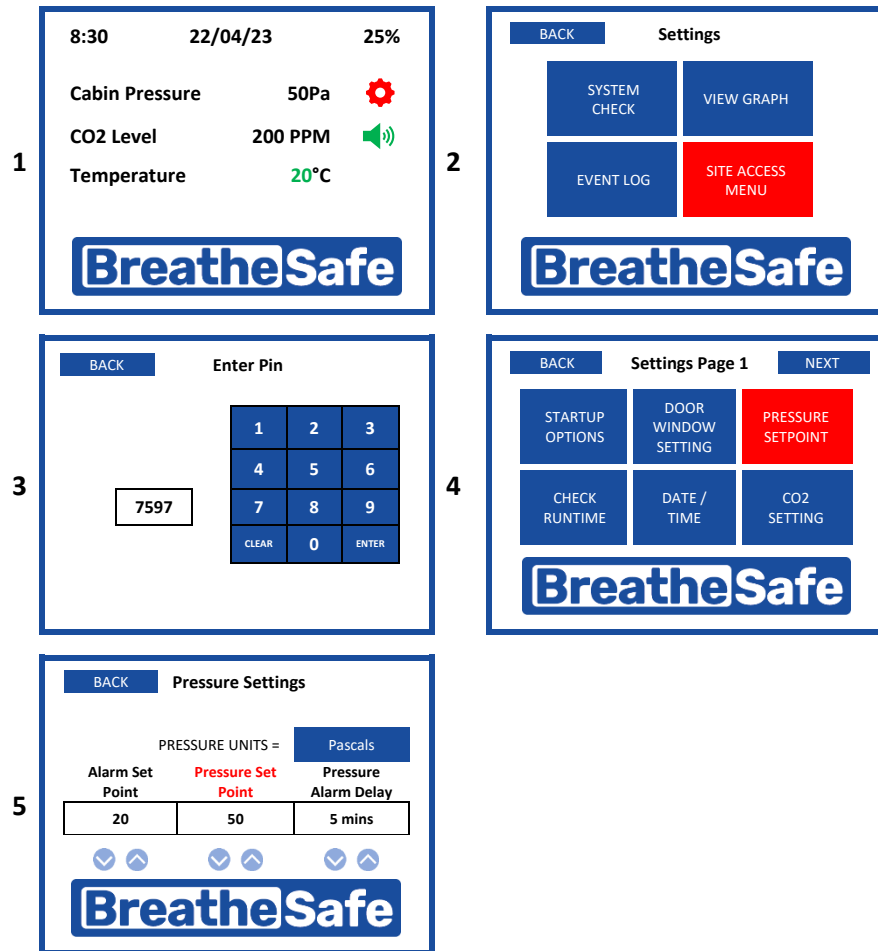 1
8:30 22/04/23 25%
Cabin Pressure 50Pa
CO2 Level 200 PPM
Temperature 20°C
BreatheSafe
2
BACK Settings
SYSTEM
CHECK
VIEW GRAPH
EVENT LOG
SITE ACCESS
MENU
BreatheSafe
3
BACK Enter Pin
7597
1 2 3
4 5 6
7 8 9
CLEAR 0 ENTER
4
BACK Settings Page 1 NEXT
STARTUP
OPTIONS
DOOR
WINDOW
SETTING
PRESSURE
SETPOINT
CHECK
RUNTIME
DATE /
TIME
CO2
SETTING
BreatheSafe
5
BACK Pressure Settings
PRESSURE UNITS = Pascals
Alarm Set
Point
Pressure Set
Point
Pressure
Alarm Delay
20 50 5 mins
BreatheSafe